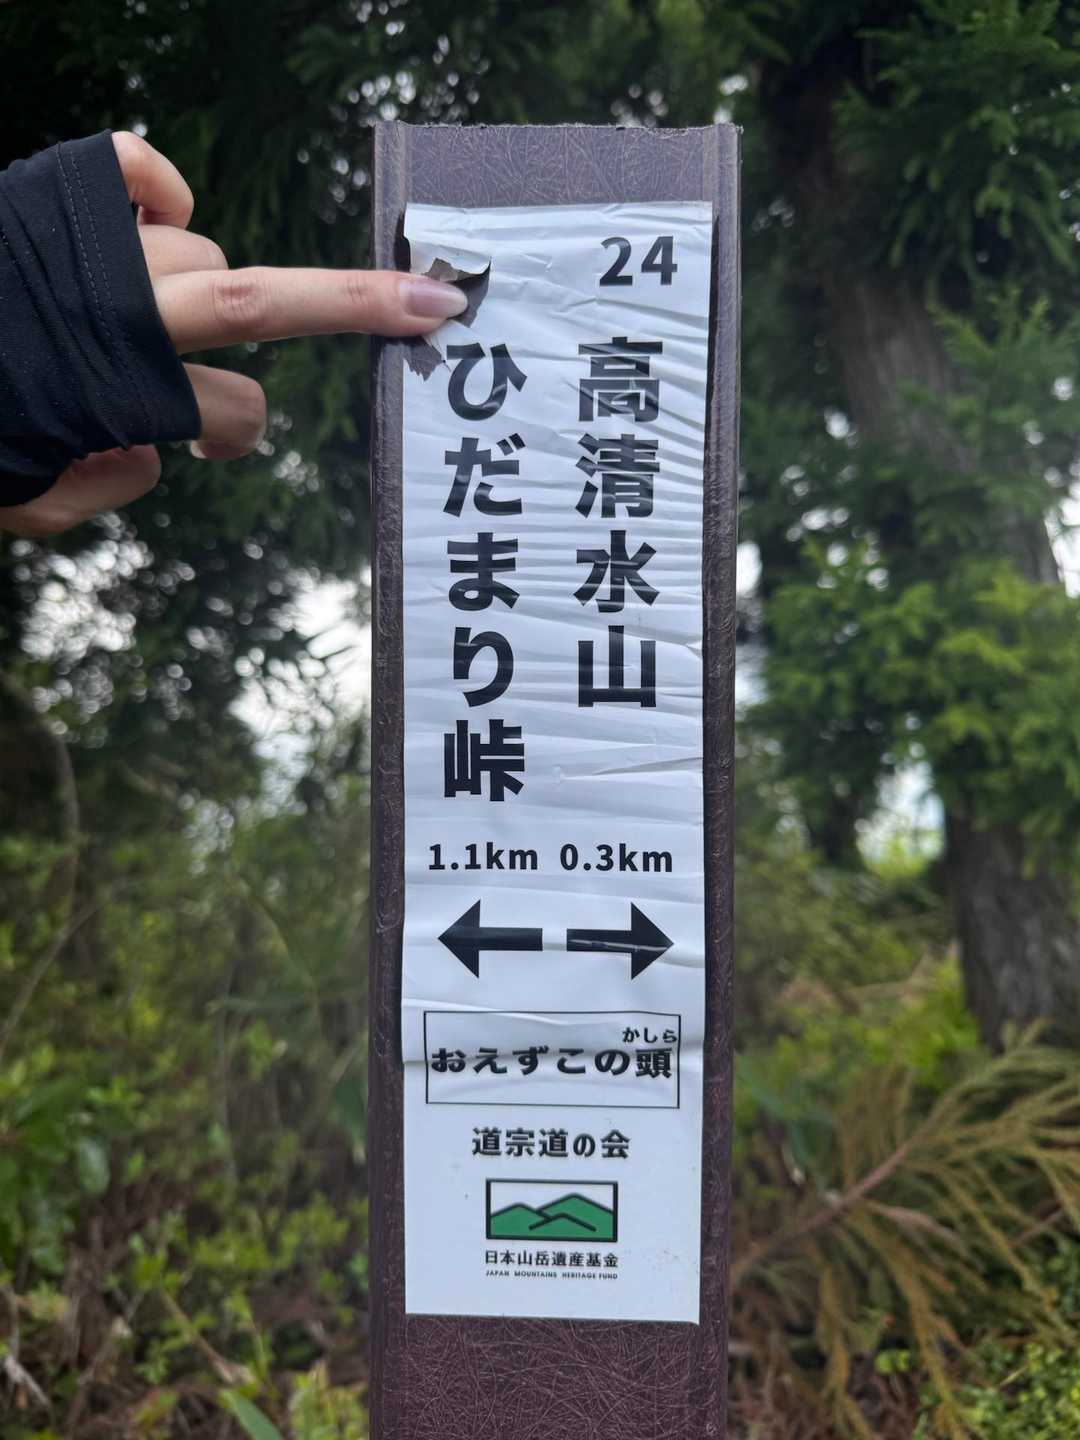 24
高清水山
ひだまり峠
1.1km 0.3km
かしら
おえずこの頭
道宗道の会
日本山岳遺産基金
JAPAN MOUNTAINS HERITAGE FUND